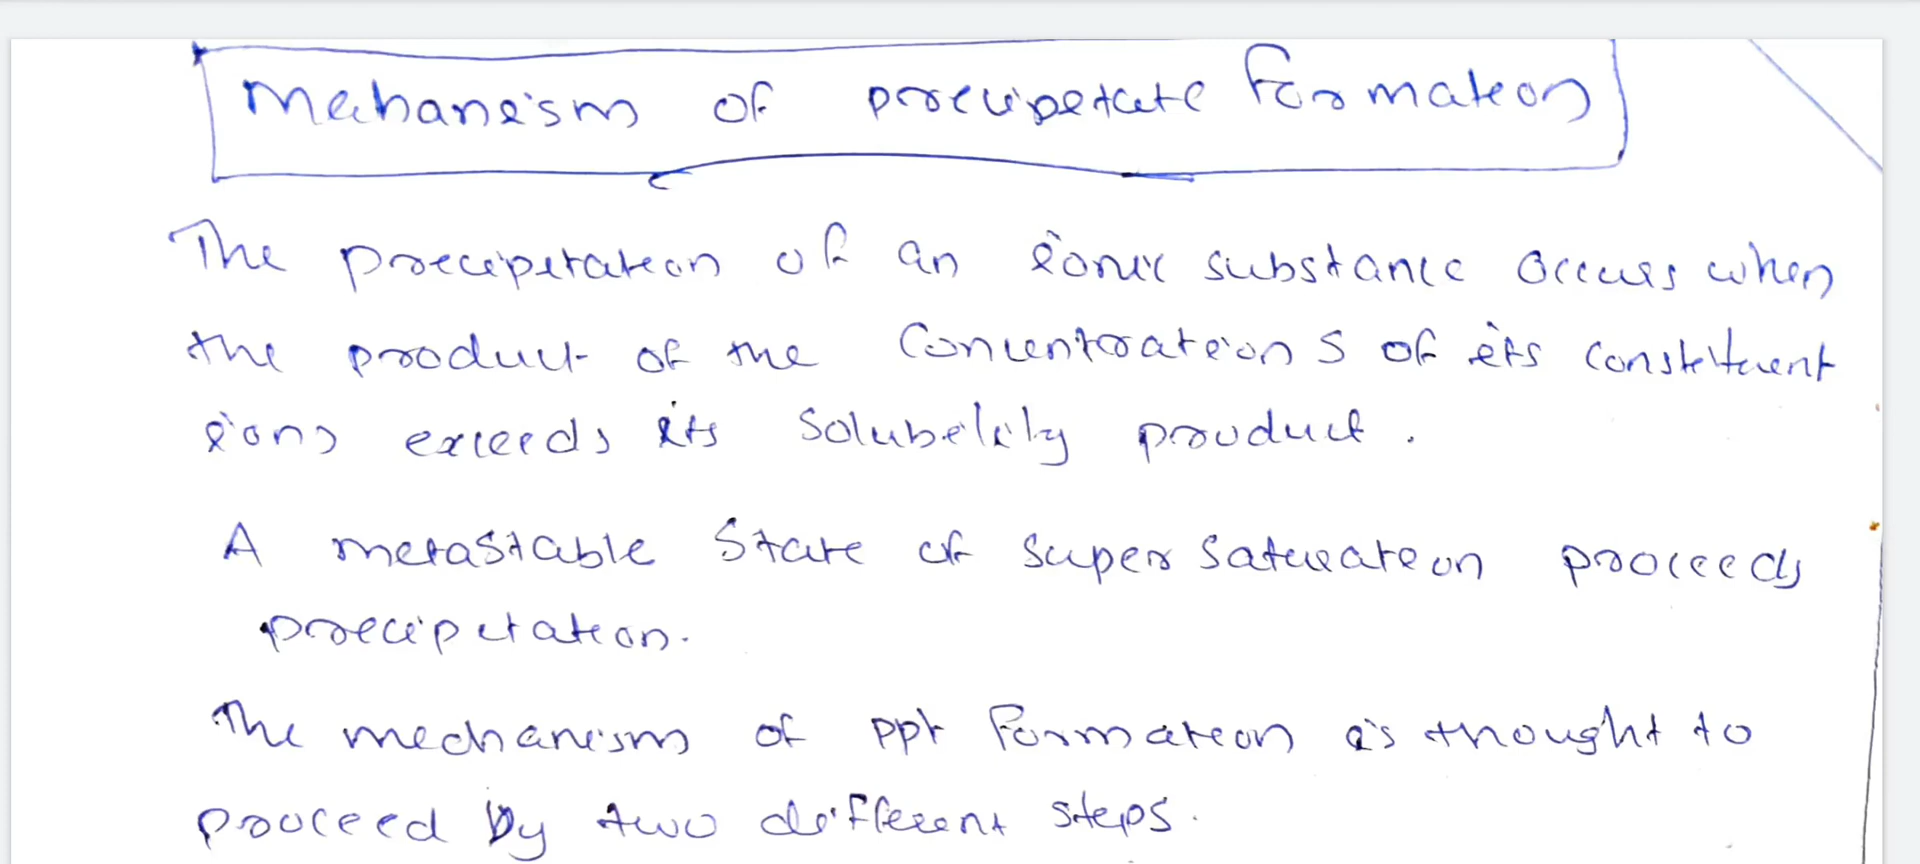 Mechanism of precipitate formation
The precipitation of an ionic substance occurs when
the product of the concentrations of its constituent
ions exceeds its solubility product.
A metastable state of super saturation proceeds
precipitation.
The mechanism of ppt formation is thought to
proceed by two different steps.